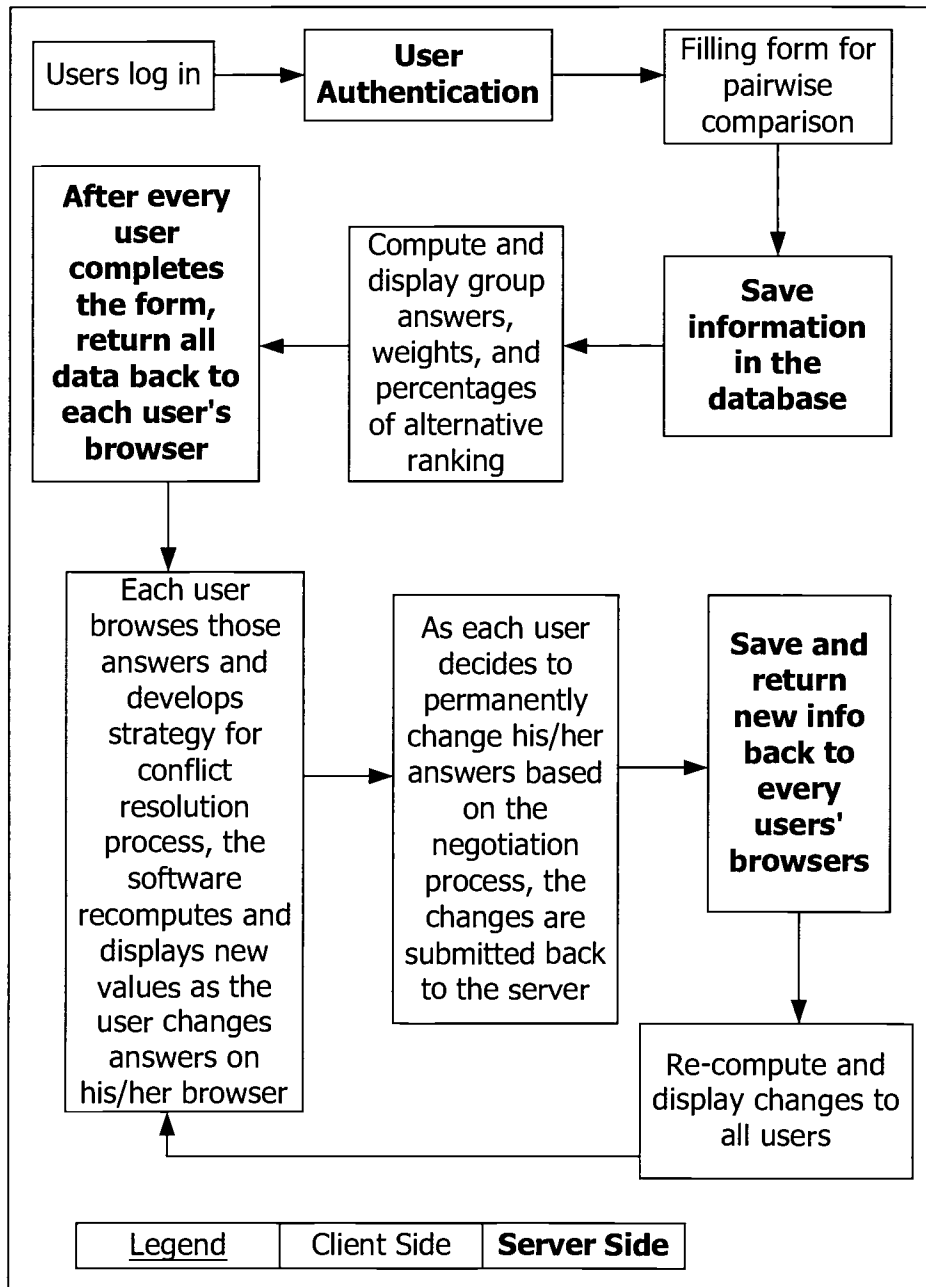 Users log in
User
Authentication
Filling form for
pairwise
comparison
After every
user
completes
the form,
return all
data back to
each user's
browser
Compute and
display group
answers,
weights, and
percentages
of alternative
ranking
Save
information
in the
database
Each user
browses those
answers and
develops
strategy for
conflict
resolution
process, the
software
recomputes and
displays new
values as the
user changes
answers on
his/her browser
As each user
decides to
permanently
change his/her
answers based
on the
negotiation
process, the
changes are
submitted back
to the server
Save and
return
new info
back to
every
users'
browsers
Re-compute and
display changes to
all users
Legend
Client Side
Server Side